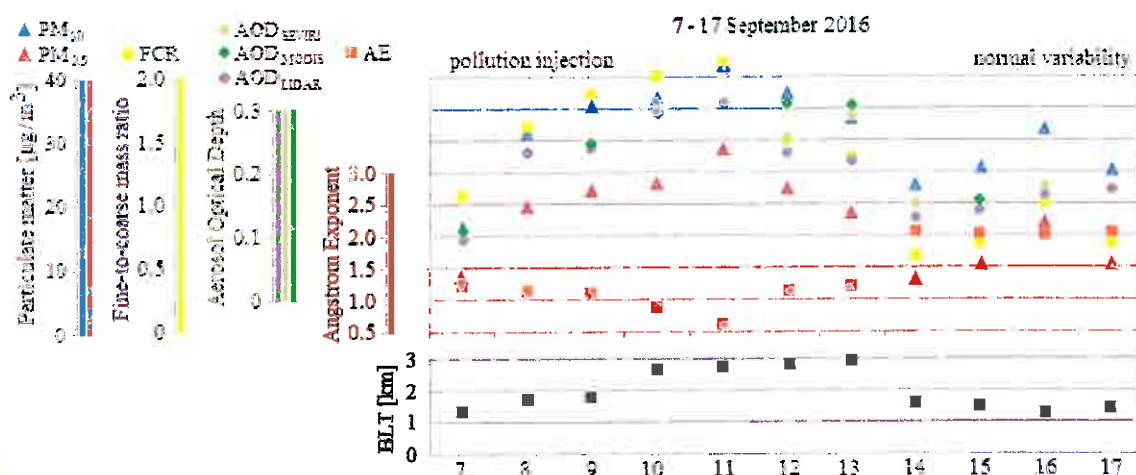 7 - 17 September 2016
PM10
PM2.5
FCR
AODSEVIRI
AODMODIS
AODLIDAR
AE
pollution injection
normal variability
Particulate matter [µg/m³]
40
30
20
10
0
Fine-to-coarse mass ratio
2.0
1.5
1.0
0.5
0
Aerosol Optical Depth
0.3
0.2
0.1
0
Angstrom Exponent
3.0
2.5
2.0
1.5
1.0
0.5
BLT [km]
3
2
1
0
7 8 9 10 11 12 13 14 15 16 17